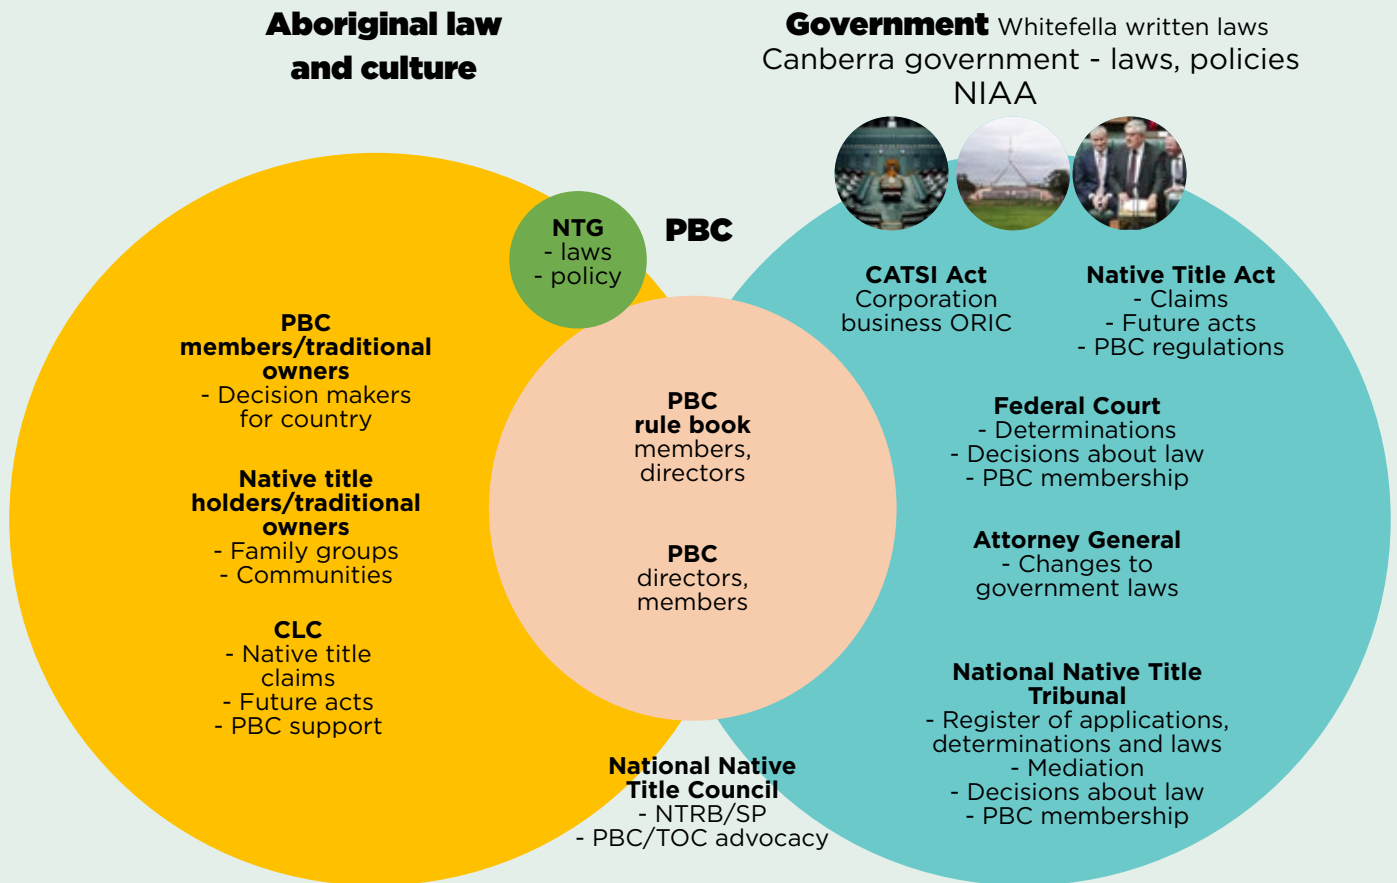 Aboriginal law
and culture
Government Whitefella written laws
Canberra government - laws, policies
NIAA
NTG
- laws
- policy
PBC
PBC
members/traditional
owners
- Decision makers
for country
Native title
holders/traditional
owners
- Family groups
- Communities
CLC
- Native title
claims
- Future acts
- PBC support
PBC
rule book
members,
directors
PBC
directors,
members
National Native
Title Council
- NTRB/SP
- PBC/TOC advocacy
CATSI Act
Corporation
business ORIC
Native Title Act
- Claims
- Future acts
- PBC regulations
Federal Court
- Determinations
- Decisions about law
- PBC membership
Attorney General
- Changes to
government laws
National Native Title
Tribunal
- Register of applications,
determinations and laws
- Mediation
- Decisions about law
- PBC membership